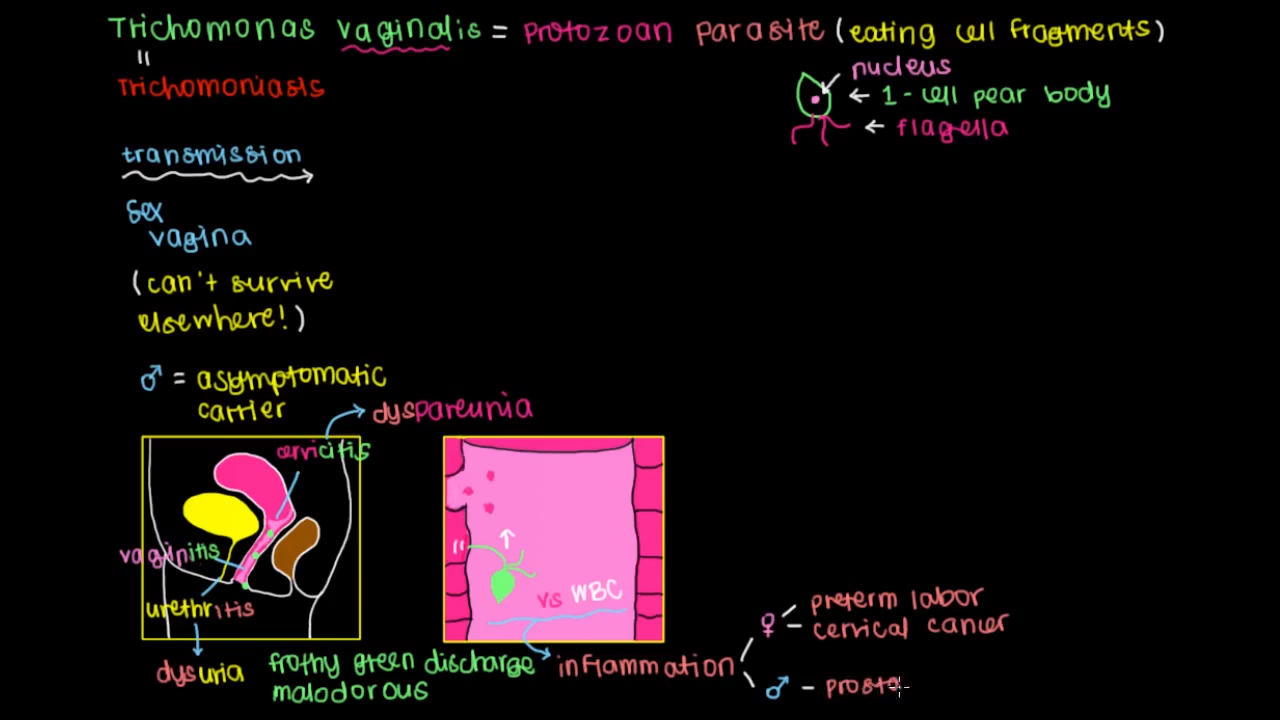 Trichomonas vaginalis = protozoan parasite (eating cell fragments)
"
Trichomoniasis
nucleus
← 1-cell pear body
← flagella
transmission
sex
vagina
(can't survive
elsewhere!)
♂ = asymptomatic
carrier
dyspareunia
cervicitis
vaginitis
urethritis
dysuria
"
vs WBC
frothy green discharge
malodorous
inflammation
♀ – preterm labor
– cervical cancer
♂ – prosta